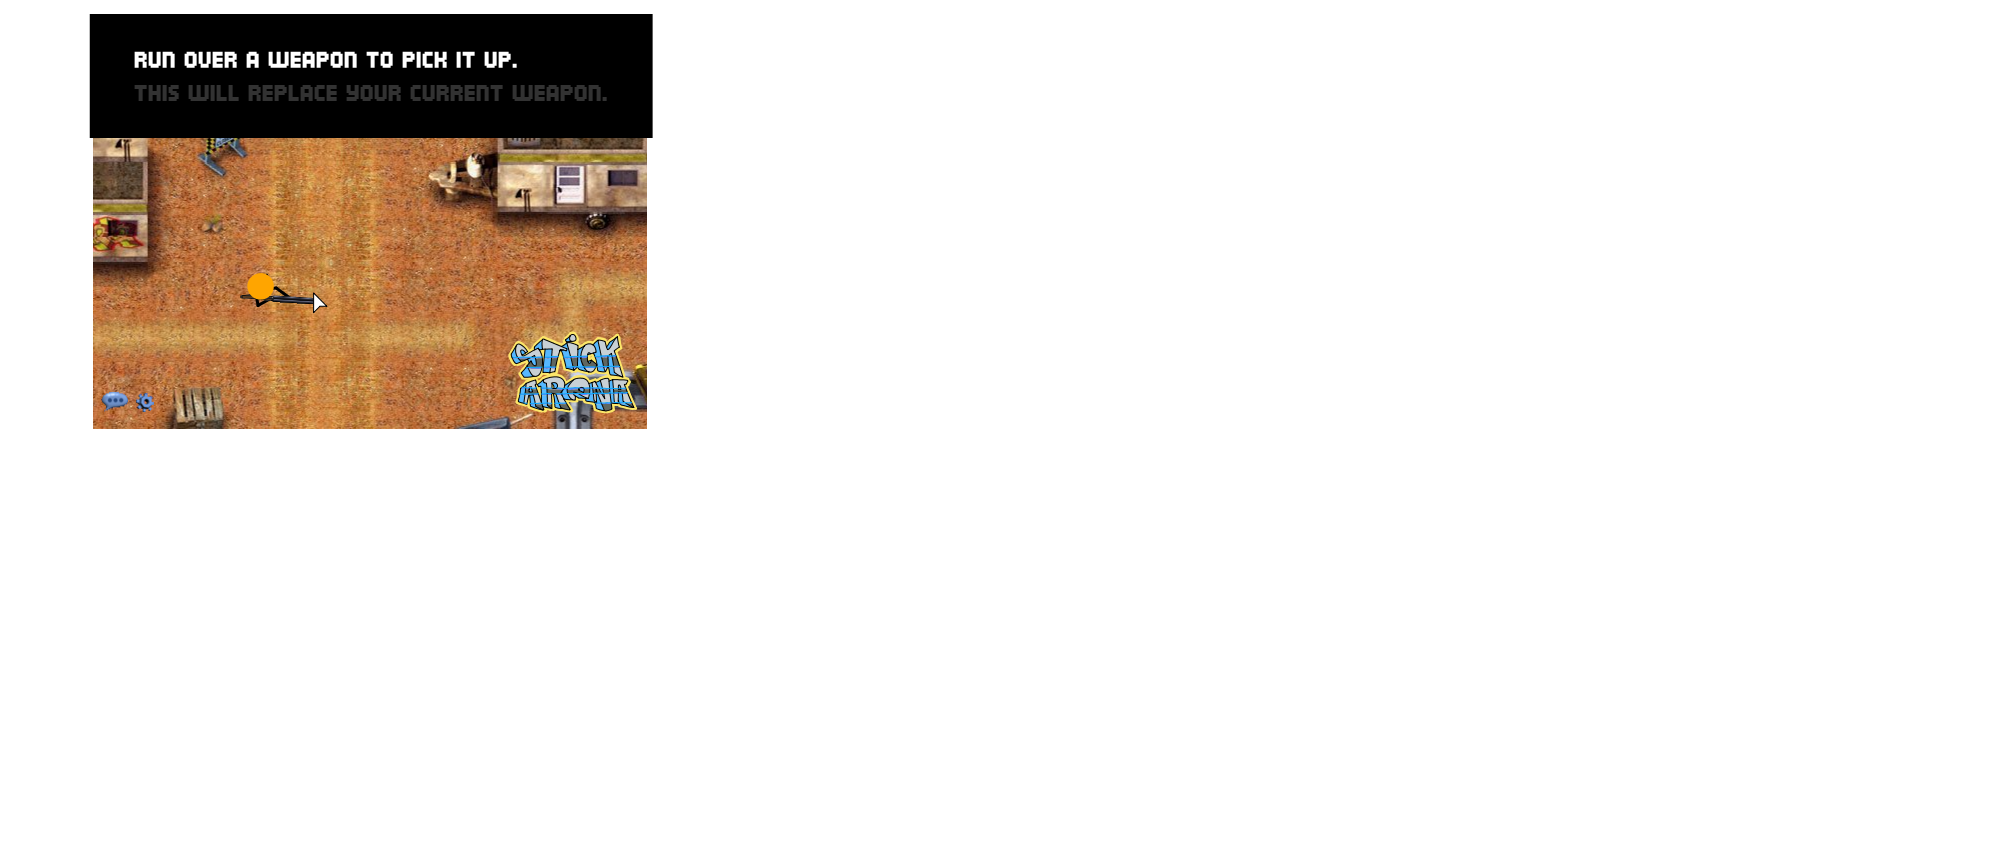 RUN OVER A WEAPON TO PICK IT UP.
THIS WILL REPLACE YOUR CURRENT WEAPON.
STICK
ARENA